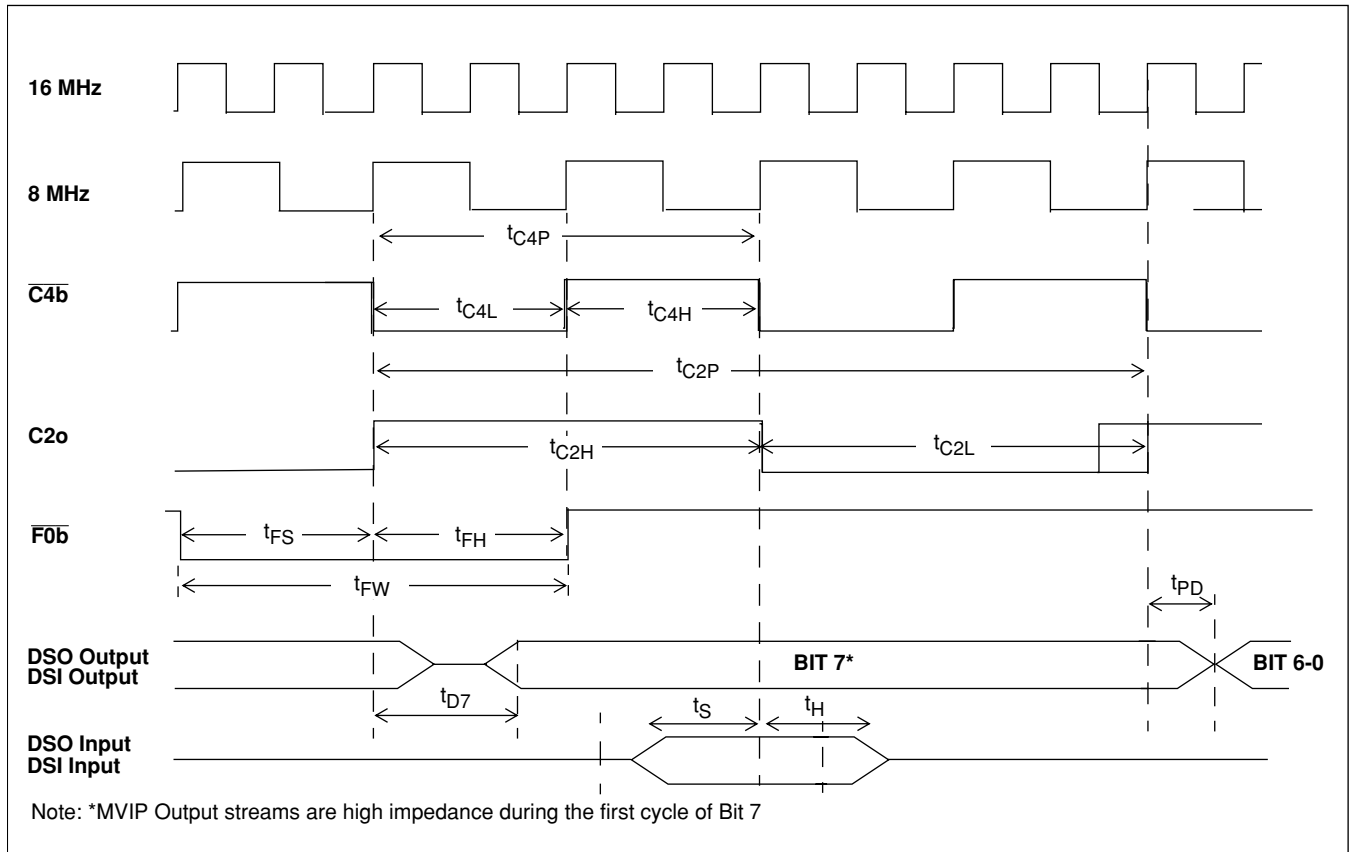 16 MHz
8 MHz
tC4P
C4b
tC4L
tC4H
tC2P
C2o
tC2H
tC2L
F0b
tFS
tFH
tFW
tPD
DSO Output
DSI Output
BIT 7*
BIT 6-0
tD7
tS
tH
DSO Input
DSI Input
Note: *MVIP Output streams are high impedance during the first cycle of Bit 7